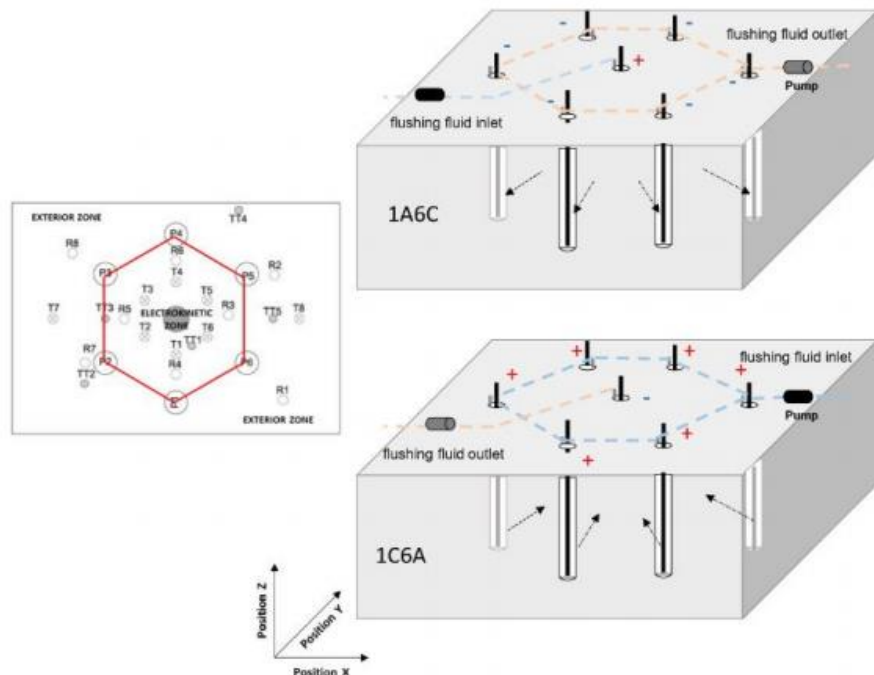 flushing fluid outlet
Pump
flushing fluid inlet
1A6C
EXTERIOR ZONE
TT4
P4
R8
R6
P3
P5
R2
T4
T3
T5
T7
TT3
R5
ELECTROKINETIC
ZONE
R3
TT5
T8
T2
T6
T1
TT1
R7
P2
R4
P6
TT2
R1
EXTERIOR ZONE
flushing fluid inlet
Pump
flushing fluid outlet
1C6A
Position Z
Position Y
Position X